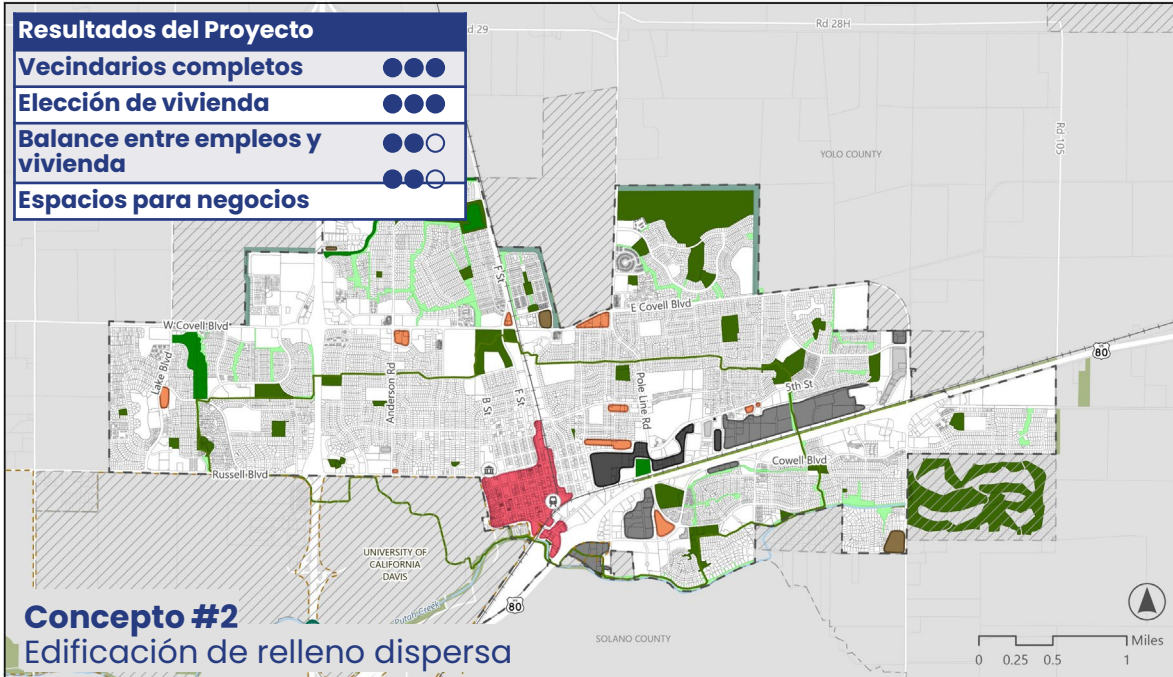 Resultados del Proyecto
Vecindarios completos
Elección de vivienda
Balance entre empleos y
vivienda
Espacios para negocios
d 29
Rd 28H
Rd 105
YOLO COUNTY
F St
E Covell Blvd
W Covell Blvd
80
Lake Blvd
Anderson Rd
B St
F St
Pole Line Rd
5th St
Cowell Blvd
Russell Blvd
UNIVERSITY OF
CALIFORNIA
DAVIS
Putah Creek
80
SOLANO COUNTY
Concepto #2
Edificación de relleno dispersa
Miles
0 0.25 0.5 1